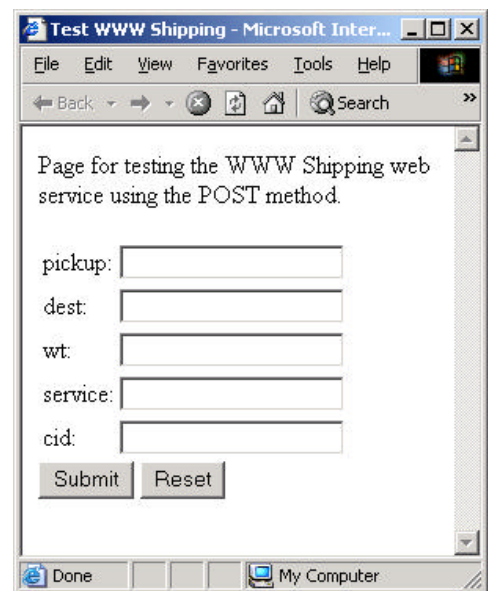 Test WWW Shipping - Microsoft Inter...
File Edit View Favorites Tools Help
Back Search »
Page for testing the WWW Shipping web
service using the POST method.
pickup:
dest:
wt:
service:
cid:
Submit Reset
Done My Computer